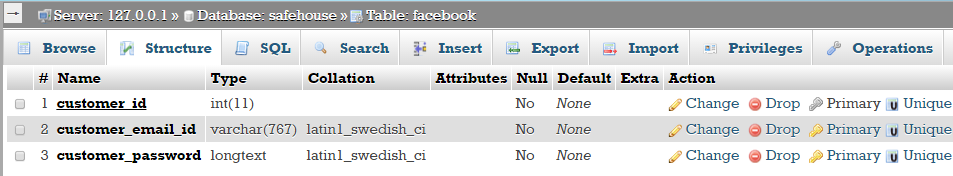 Server: 127.0.0.1 » Database: safehouse » Table: facebook
Browse Structure SQL Search Insert Export Import Privileges Operations
# Name Type Collation Attributes Null Default Extra Action
1 customer_id int(11) No None Change Drop Primary Unique
2 customer_email_id varchar(767) latin1_swedish_ci No None Change Drop Primary Unique
3 customer_password longtext latin1_swedish_ci No None Change Drop Primary Unique